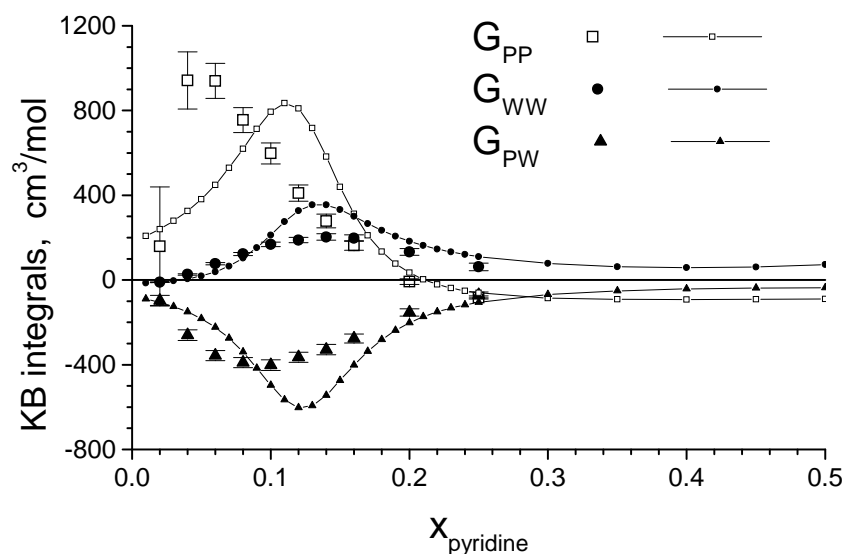 1200
800
400
0
-400
-800
KB integrals, cm³/mol
G_PP
G_WW
G_PW
0.0 0.1 0.2 0.3 0.4 0.5
x_pyridine